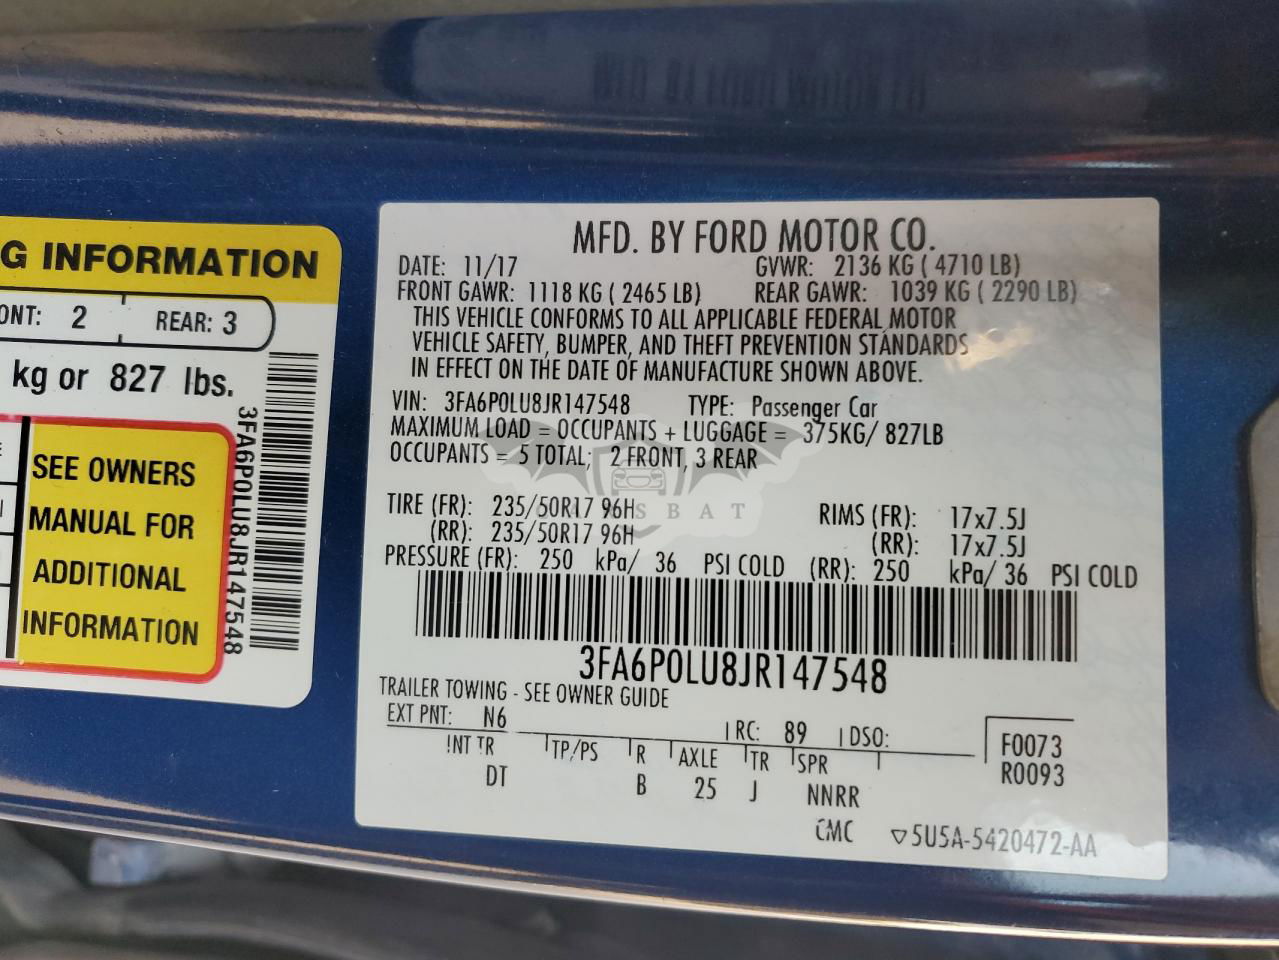 G INFORMATION
ONT: 2 REAR: 3
kg or 827 lbs.
SEE OWNERS
MANUAL FOR
ADDITIONAL
INFORMATION
3FA6P0LU8JR147548
MFD. BY FORD MOTOR CO.
DATE: 11/17 GVWR: 2136 KG ( 4710 LB)
FRONT GAWR: 1118 KG ( 2465 LB) REAR GAWR: 1039 KG ( 2290 LB)
THIS VEHICLE CONFORMS TO ALL APPLICABLE FEDERAL MOTOR
VEHICLE SAFETY, BUMPER, AND THEFT PREVENTION STANDARDS
IN EFFECT ON THE DATE OF MANUFACTURE SHOWN ABOVE.
VIN: 3FA6P0LU8JR147548 TYPE: Passenger Car
MAXIMUM LOAD = OCCUPANTS + LUGGAGE = 375KG/ 827LB
OCCUPANTS = 5 TOTAL; 2 FRONT, 3 REAR
TIRE (FR): 235/50R17 96H RIMS (FR): 17x7.5J
(RR): 235/50R17 96H (RR): 17x7.5J
PRESSURE (FR): 250 kPa/ 36 PSI COLD (RR): 250 kPa/ 36 PSI COLD
3FA6P0LU8JR147548
TRAILER TOWING - SEE OWNER GUIDE
EXT PNT: N6 RC: 89 DSO:
INT TR TP/PS R AXLE TR SPR
DT B 25 J NNRR
F0073
R0093
CMC ▽5U5A-5420472-AA